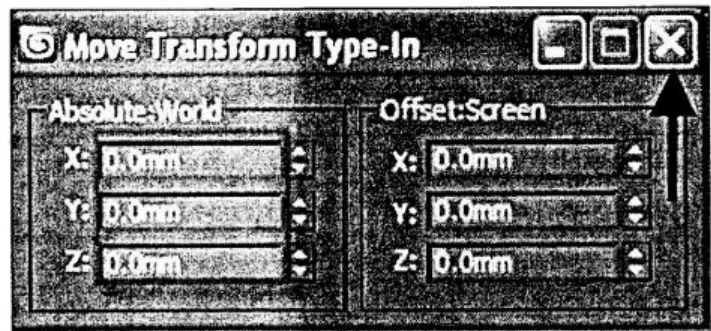 Move Transform Type-In
Absolute:World
Offset:Screen
X: 0.0mm
X: 0.0mm
Y: 0.0mm
Y: 0.0mm
Z: 0.0mm
Z: 0.0mm